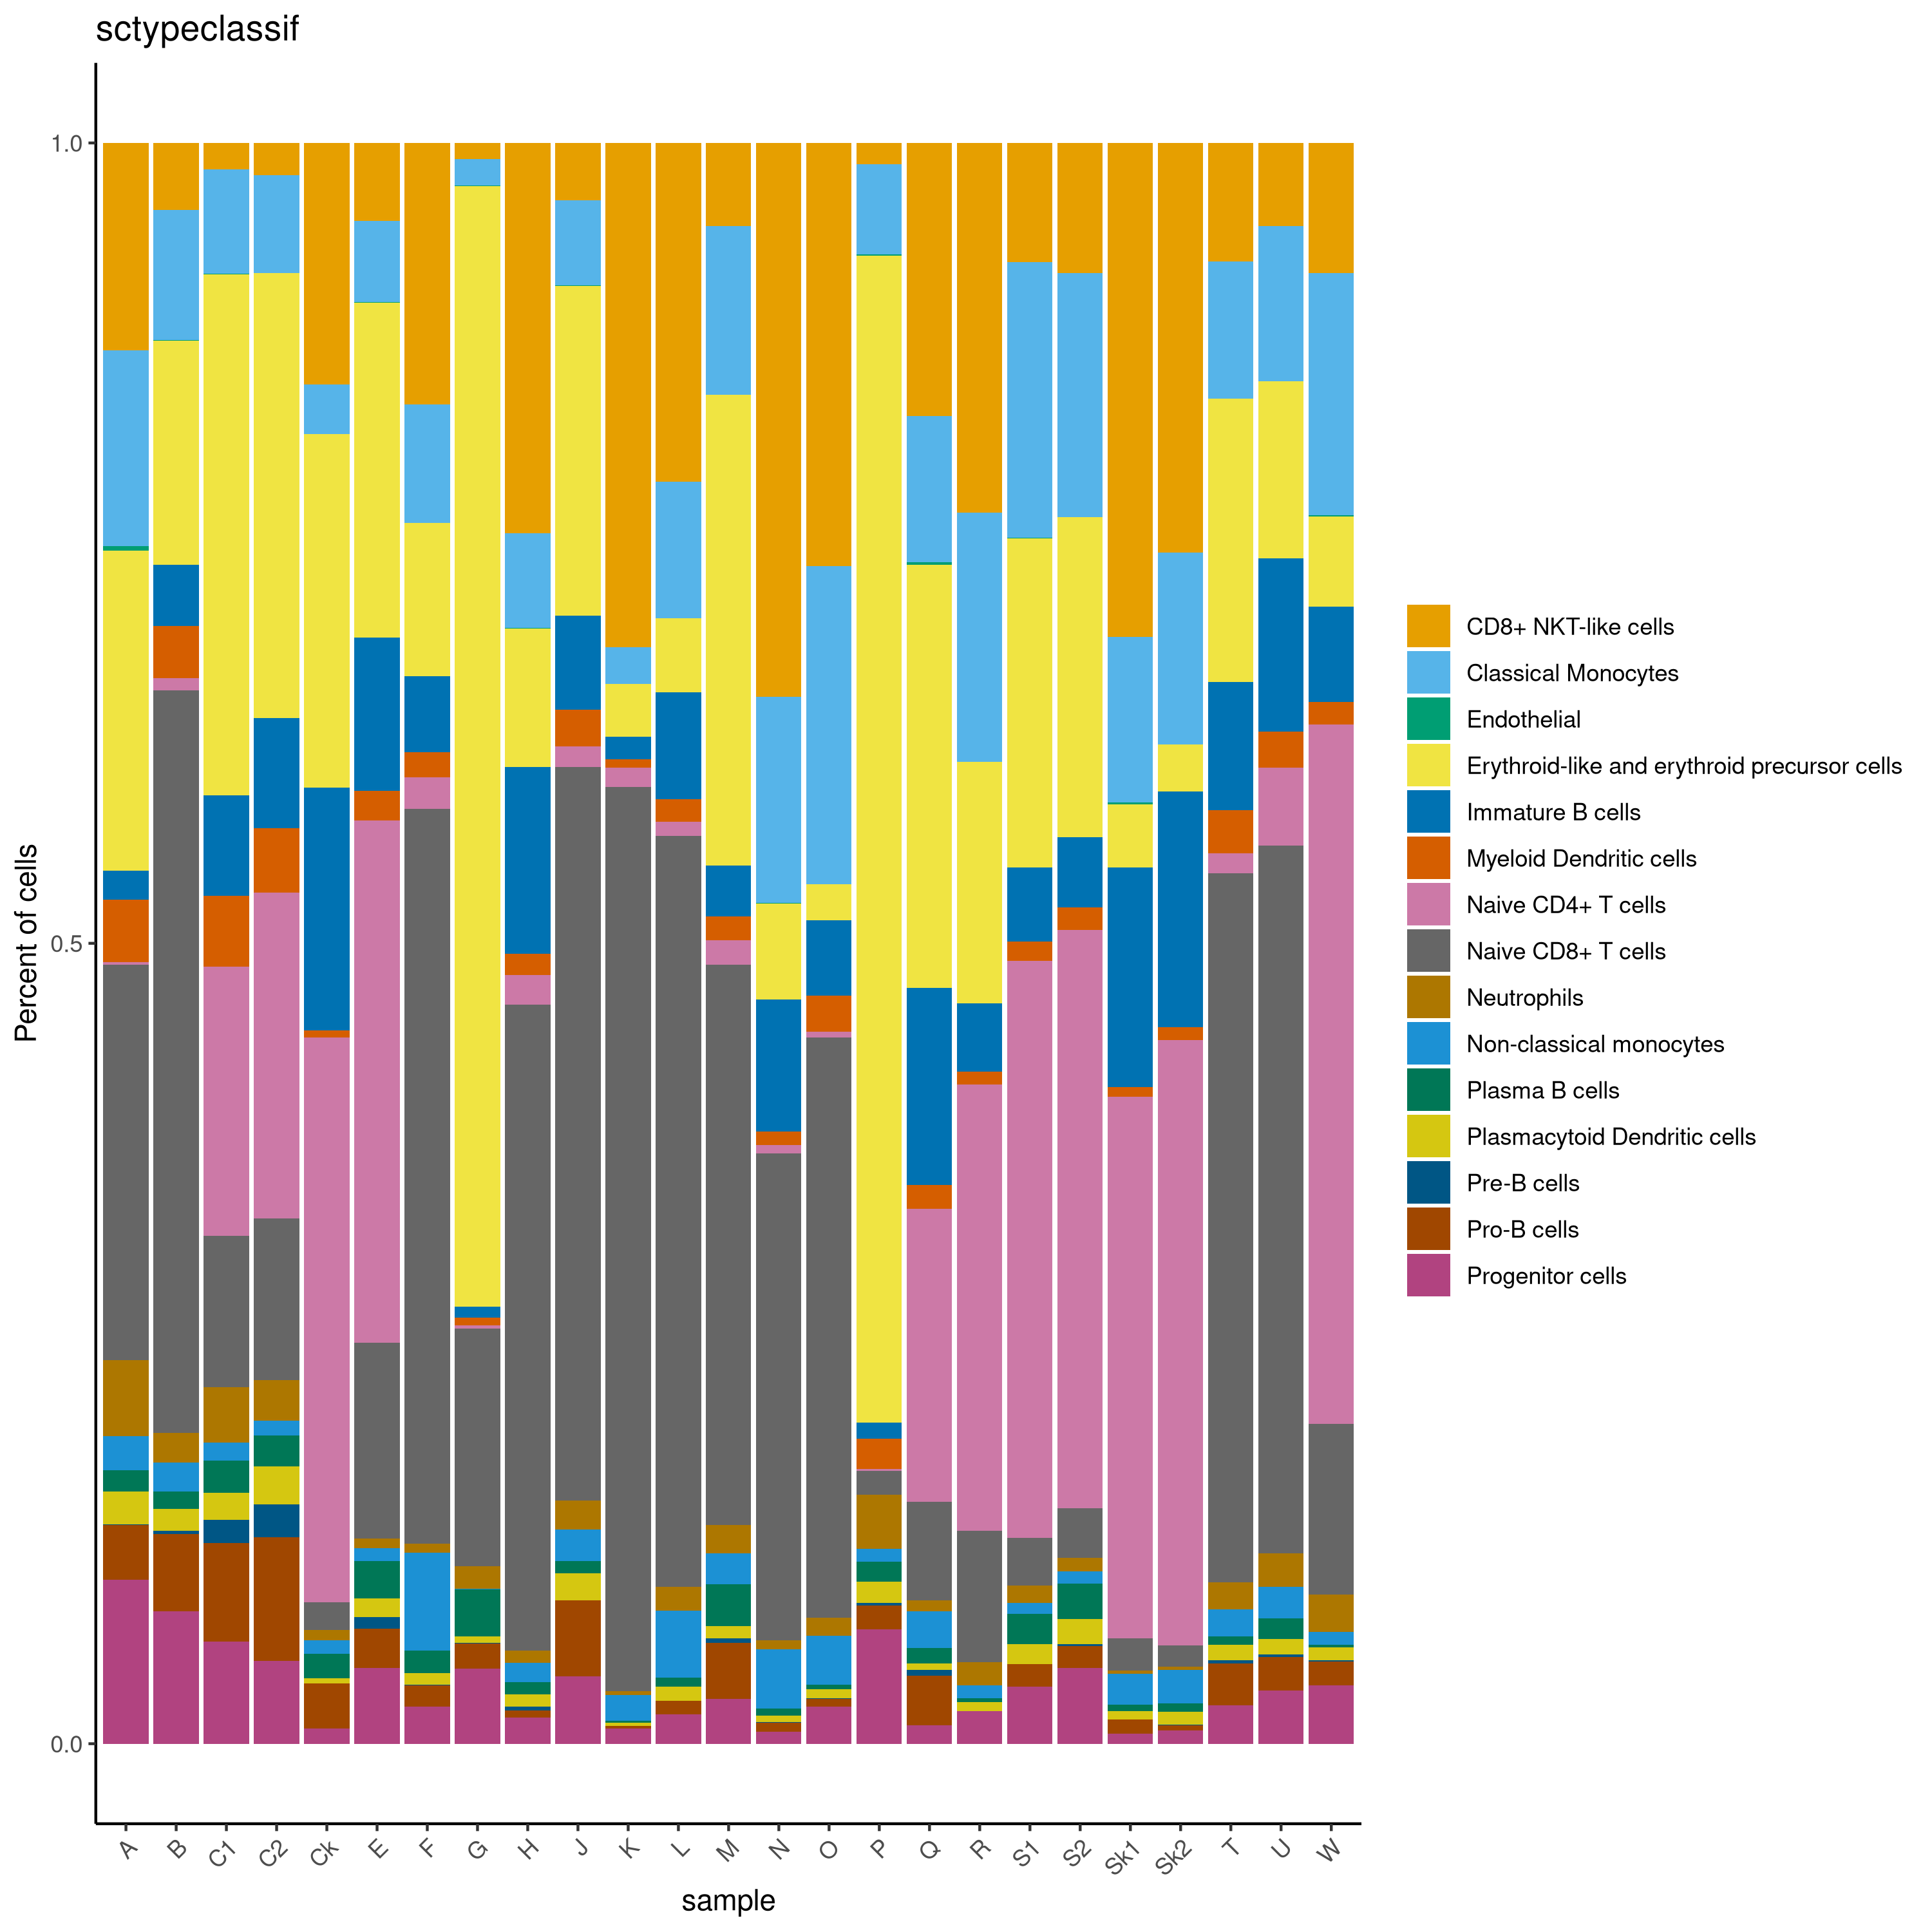 sctypeclassif
1.0
0.5
0.0
Percent of cells
A
B
C1
C2
Ck
E
F
G
H
J
K
L
M
N
O
P
Q
R
S1
S2
Sk1
Sk2
T
U
W
sample
CD8+ NKT-like cells
Classical Monocytes
Endothelial
Erythroid-like and erythroid precursor cells
Immature B cells
Myeloid Dendritic cells
Naive CD4+ T cells
Naive CD8+ T cells
Neutrophils
Non-classical monocytes
Plasma B cells
Plasmacytoid Dendritic cells
Pre-B cells
Pro-B cells
Progenitor cells